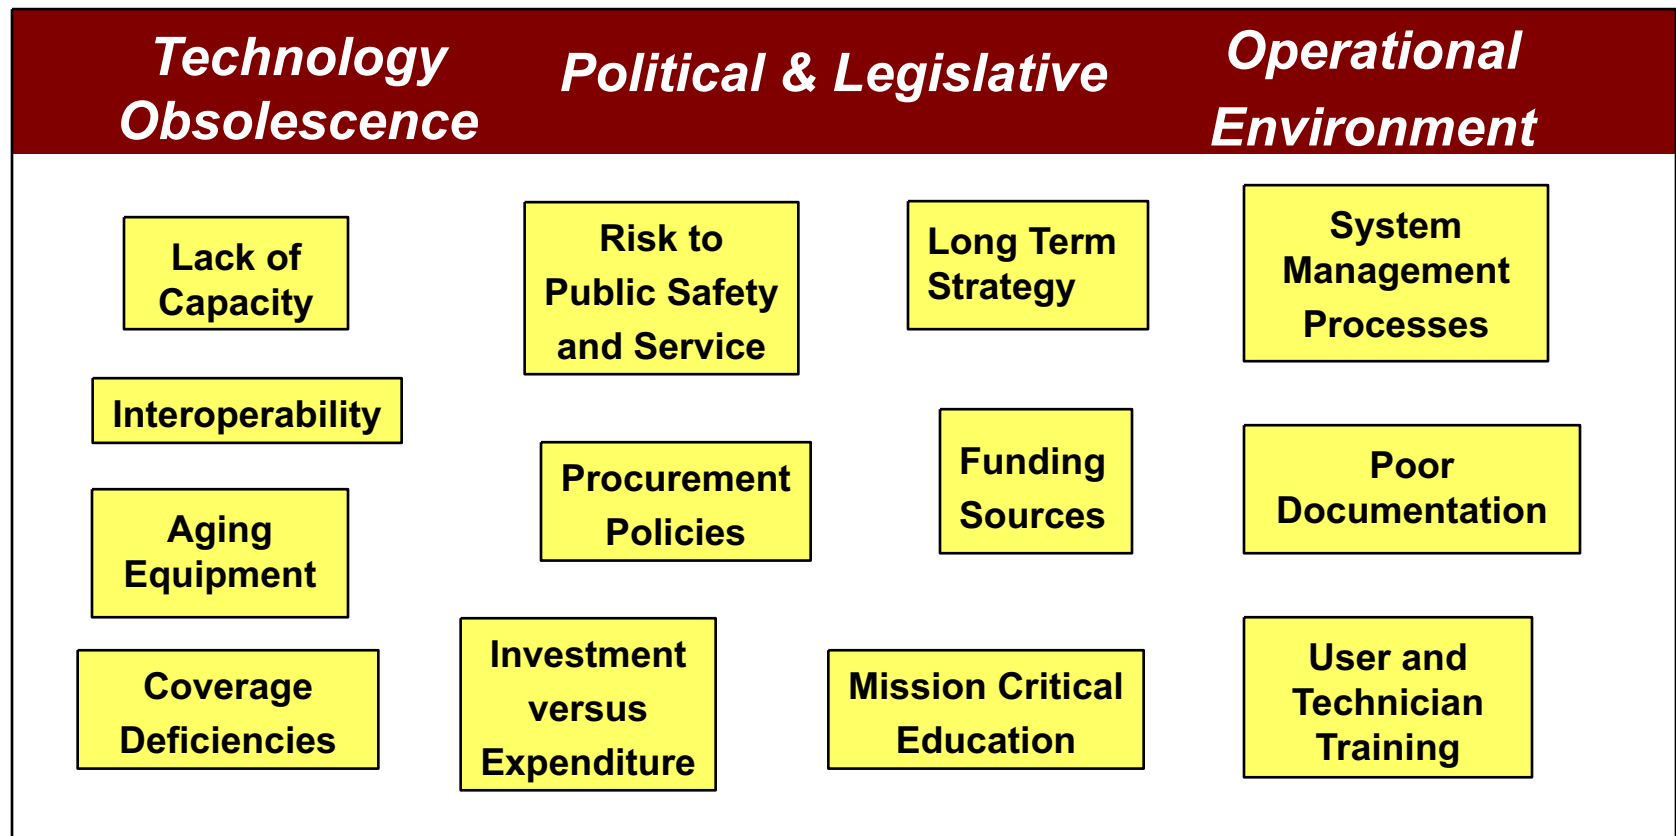 Technology
Obsolescence
Political & Legislative
Operational
Environment
Lack of
Capacity
Interoperability
Aging
Equipment
Coverage
Deficiencies
Risk to
Public Safety
and Service
Procurement
Policies
Investment
versus
Expenditure
Long Term
Strategy
Funding
Sources
Mission Critical
Education
System
Management
Processes
Poor
Documentation
User and
Technician
Training